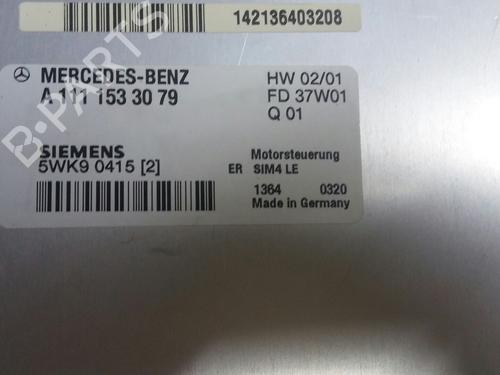 142136403208
MERCEDES-BENZ HW 02/01
A 111 153 30 79 FD 37W01
Q 01
SIEMENS Motorsteuerung
5WK9 0415 [2] ER SIM4 LE
1364 0320
Made in Germany
B-PARTS